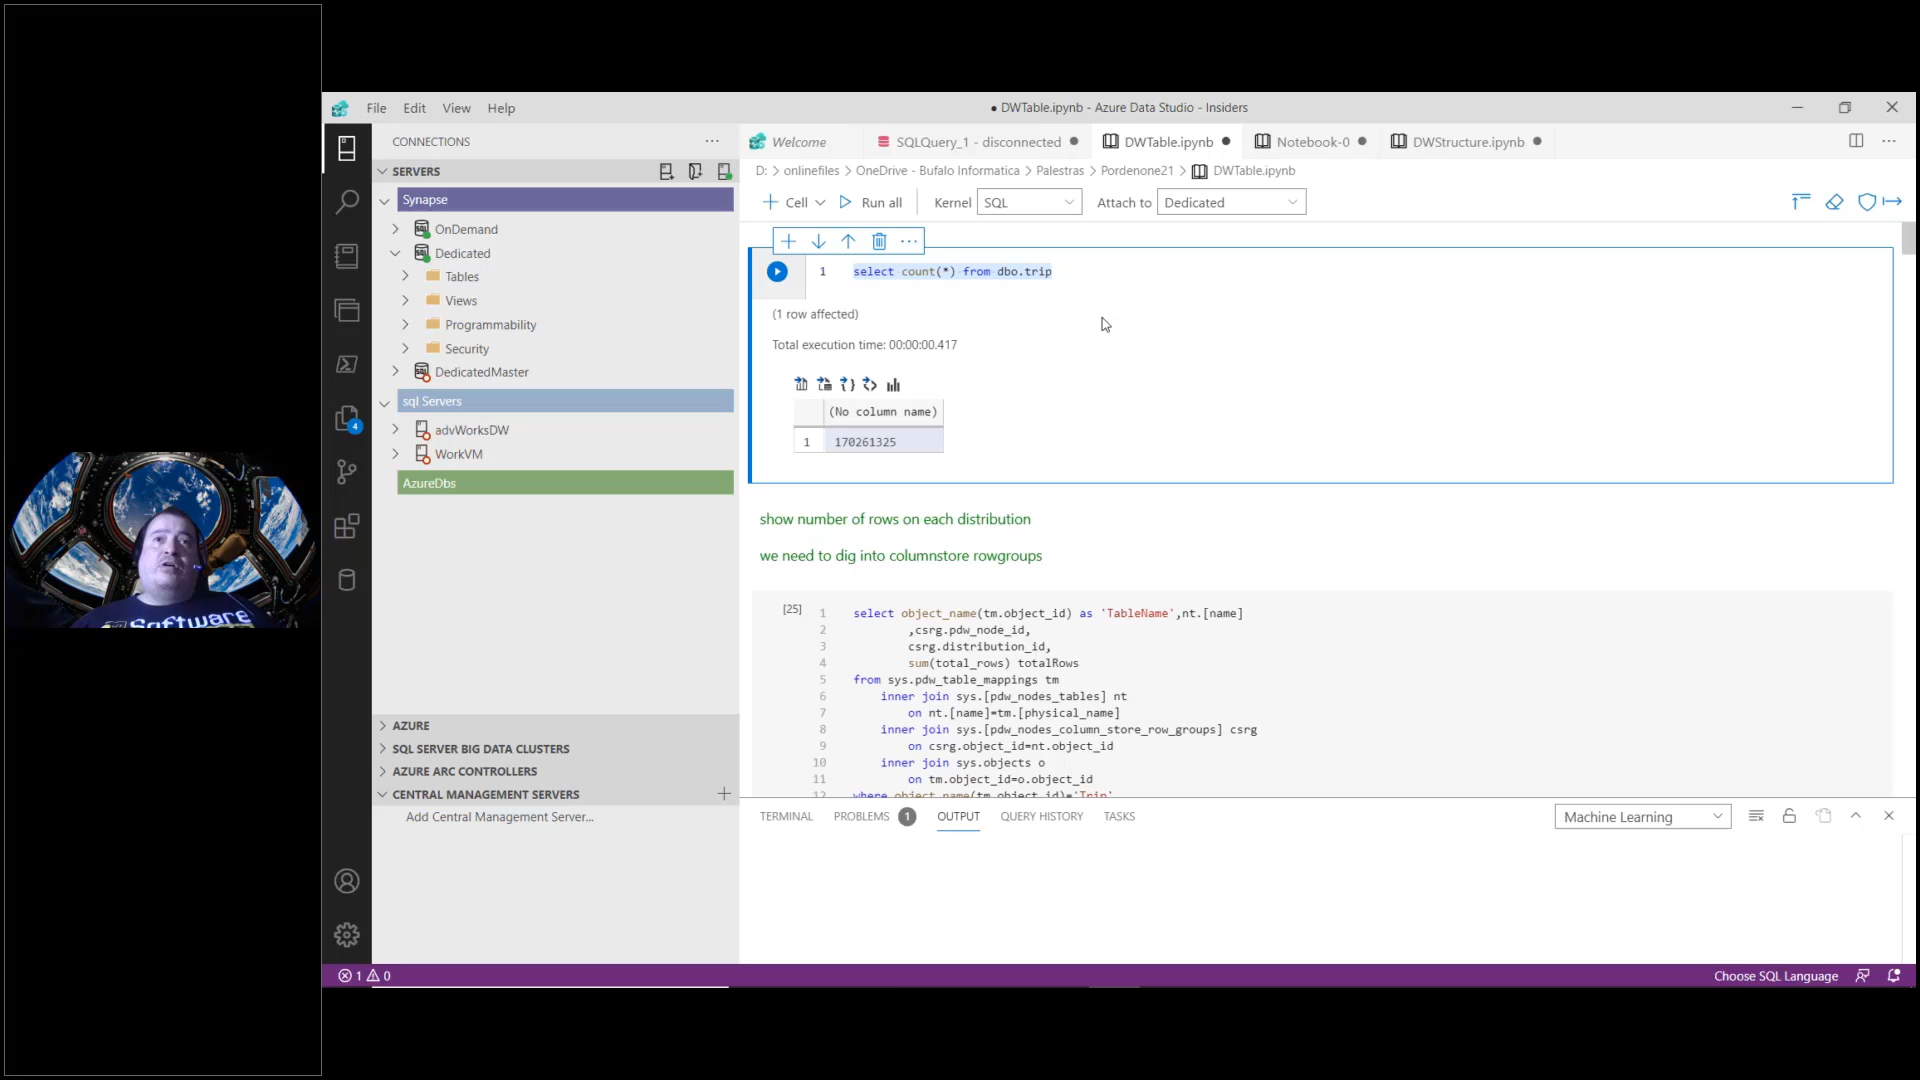 File Edit View Help
● DWTable.ipynb - Azure Data Studio - Insiders
CONNECTIONS
SERVERS
Synapse
OnDemand
Dedicated
Tables
Views
Programmability
Security
DedicatedMaster
sql Servers
advWorksDW
WorkVM
AzureDbs
AZURE
SQL SERVER BIG DATA CLUSTERS
AZURE ARC CONTROLLERS
CENTRAL MANAGEMENT SERVERS
Add Central Management Server...
4
Software
Welcome SQLQuery_1 - disconnected DWTable.ipynb Notebook-0 DWStructure.ipynb
D: > onlinefiles > OneDrive - Bufalo Informatica > Palestras > Pordenone21 > DWTable.ipynb
Cell Run all Kernel SQL Attach to Dedicated
1 select count(*) from dbo.trip
(1 row affected)
Total execution time: 00:00:00.417
(No column name)
1 170261325
show number of rows on each distribution
we need to dig into columnstore rowgroups
[25] 1 select object_name(tm.object_id) as 'TableName',nt.[name]
2 ,csrg.pdw_node_id,
3 csrg.distribution_id,
4 sum(total_rows) totalRows
5 from sys.pdw_table_mappings tm
6 inner join sys.[pdw_nodes_tables] nt
7 on nt.[name]=tm.[physical_name]
8 inner join sys.[pdw_nodes_column_store_row_groups] csrg
9 on csrg.object_id=nt.object_id
10 inner join sys.objects o
11 on tm.object_id=o.object_id
12 where object_name(tm.object_id)='Trip'
TERMINAL PROBLEMS 1 OUTPUT QUERY HISTORY TASKS Machine Learning
1 0 Choose SQL Language